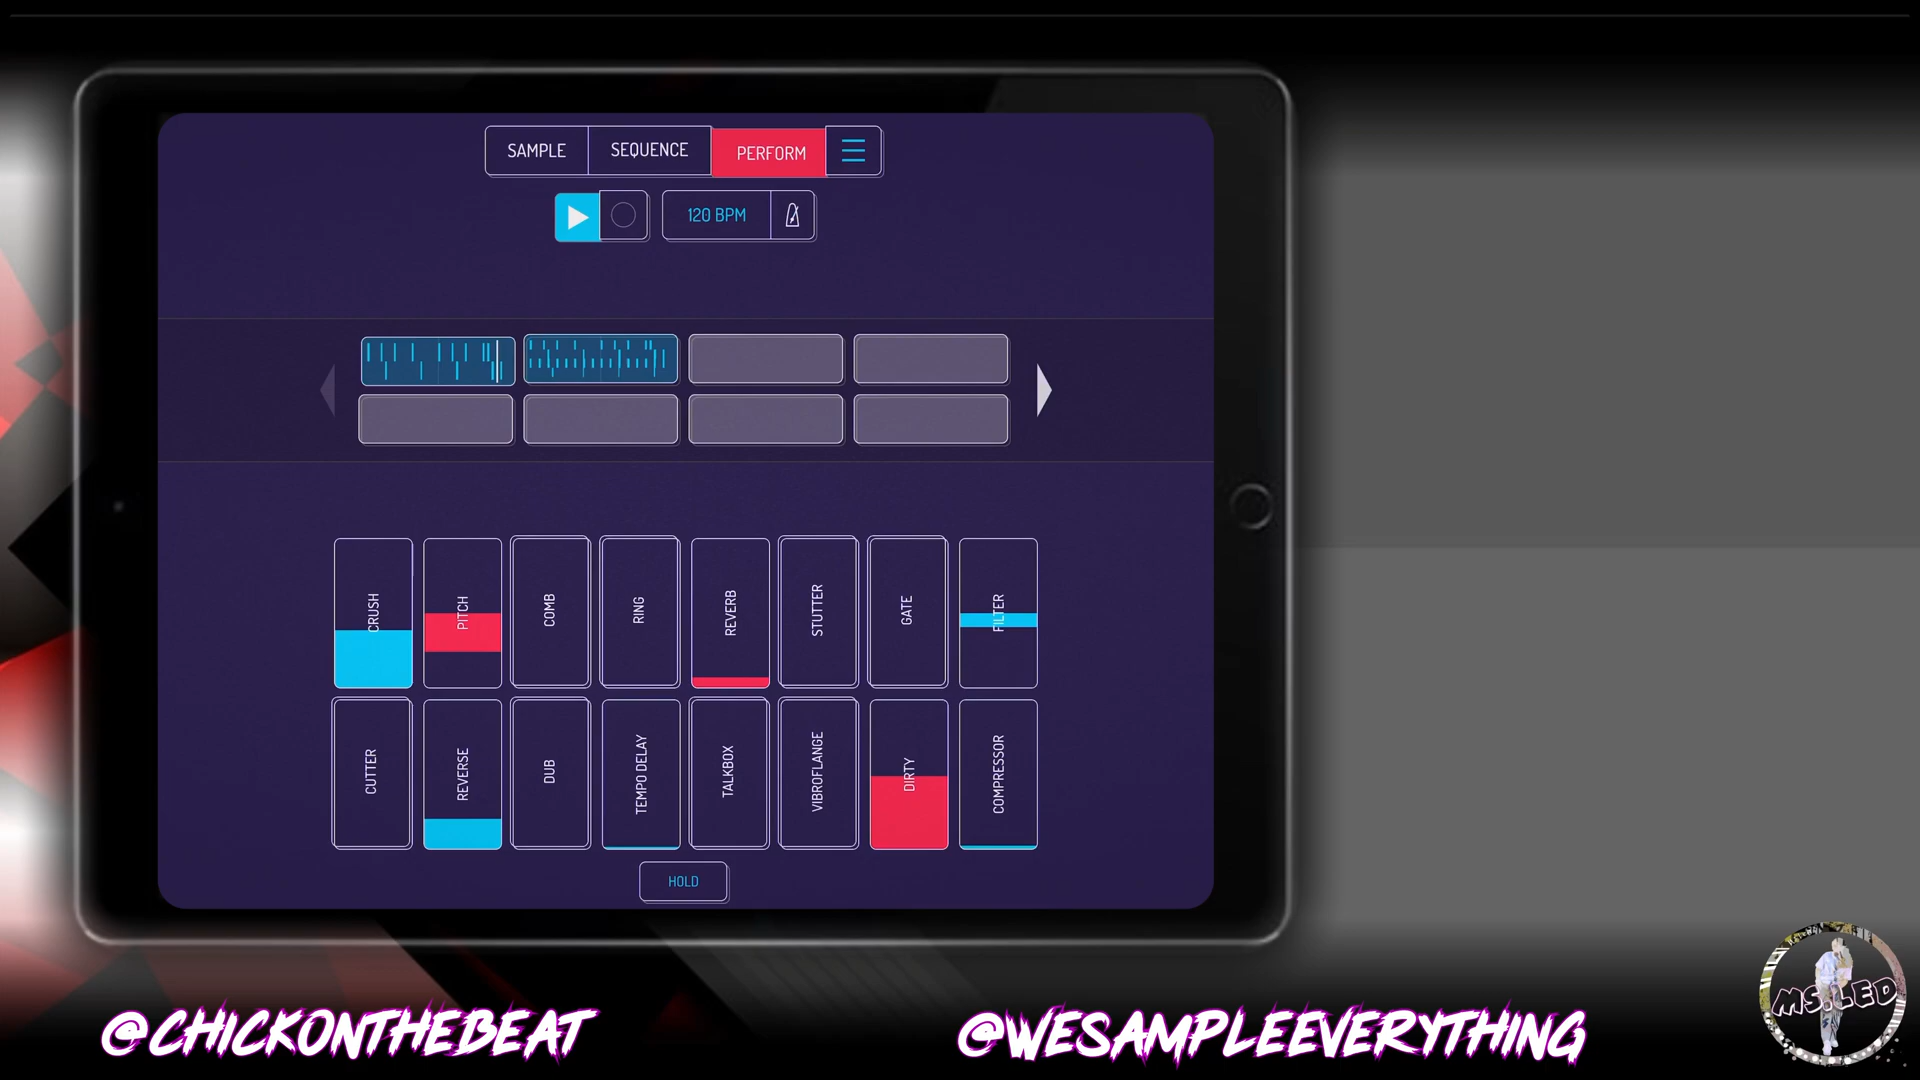 SAMPLE SEQUENCE PERFORM
120 BPM
CRUSH PITCH COMB RING REVERB STUTTER GATE FILTER
CUTTER REVERSE DUB TEMPO DELAY TALKBOX VIBROFLANGE DIRTY COMPRESSOR
HOLD
MS.LED
@CHICKONTHEBEAT @WESAMPLEEVERYTHING